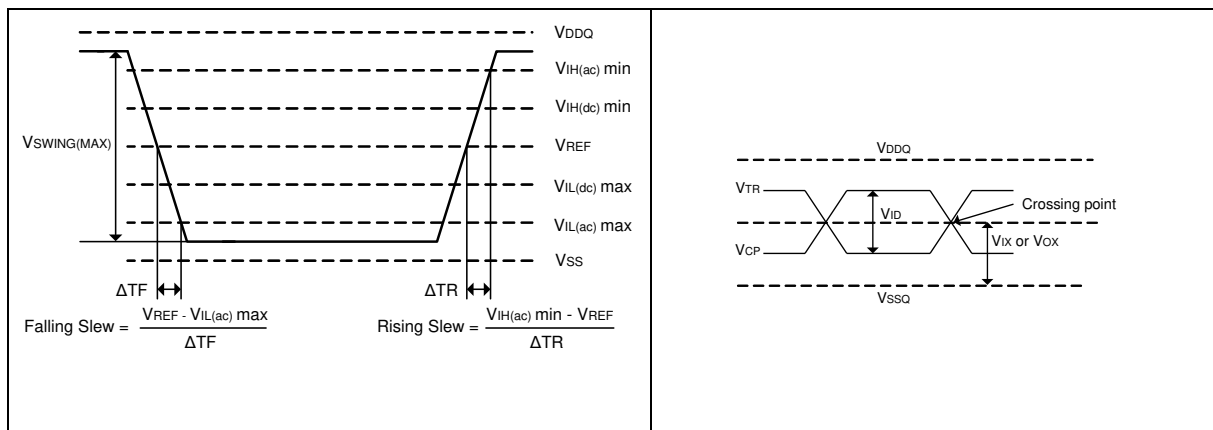 VDDQ
VIH(ac) min
VIH(dc) min
VSWING(MAX)
VREF
VIL(dc) max
VIL(ac) max
VSS
ΔTF
ΔTR
Falling Slew = VREF - VIL(ac) max
ΔTF
Rising Slew = VIH(ac) min - VREF
ΔTR
VDDQ
VTR
VID
Crossing point
VCP
VIX or VOX
VSSQ